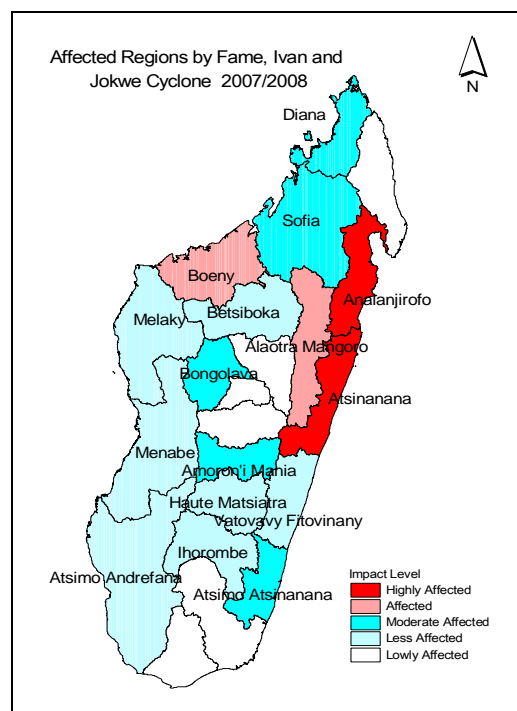 Affected Regions by Fame, Ivan and
Jokwe Cyclone 2007/2008
N
Diana
Sofia
Boeny
Analanjirofo
Betsiboka
Melaky
Alaotra Mangoro
Bongolava
Atsinanana
Menabe
Amoron'i Mania
Haute Matsiatra
Vatovavy Fitovinany
Ihorombe
Atsimo Andrefana
Atsimo Atsinanana
Impact Level
Highly Affected
Affected
Moderate Affected
Less Affected
Lowly Affected